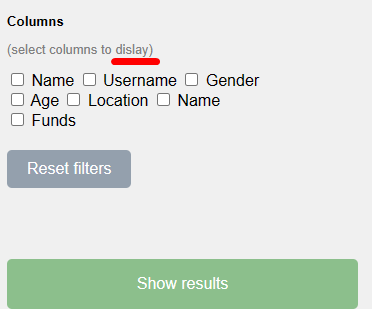 Columns
(select columns to dislay)
Name Username Gender
Age Location Name
Funds
Reset filters
Show results